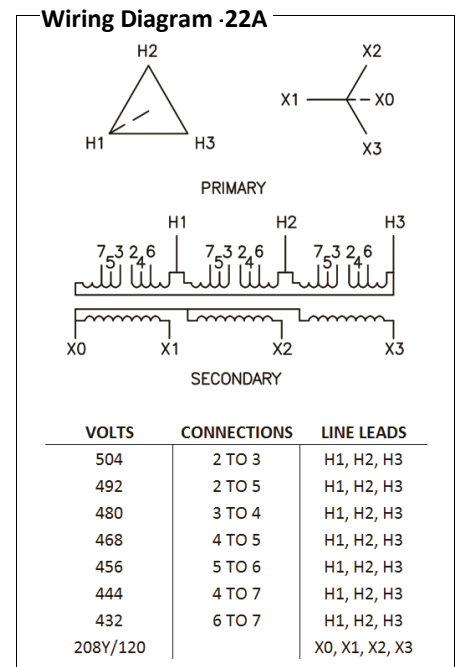 Wiring Diagram -22A
H2
X2
X1
X0
H1
H3
X3
PRIMARY
H1 H2 H3
7 5 3 2 4 6 7 5 3 2 4 6 7 5 3 2 4 6
X0 X1 X2 X3
SECONDARY
VOLTS CONNECTIONS LINE LEADS
504 2 TO 3 H1, H2, H3
492 2 TO 5 H1, H2, H3
480 3 TO 4 H1, H2, H3
468 4 TO 5 H1, H2, H3
456 5 TO 6 H1, H2, H3
444 4 TO 7 H1, H2, H3
432 6 TO 7 H1, H2, H3
208Y/120 X0, X1, X2, X3